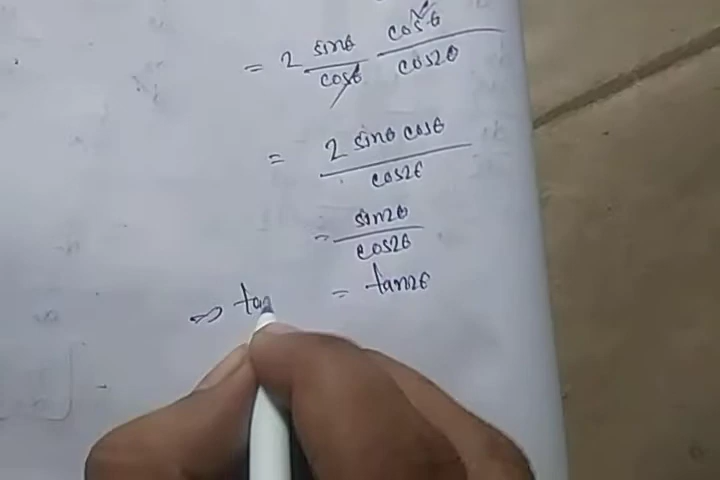 = 2 sinθ/cosθ cos²θ/cos2θ
= 2 sinθ cosθ/cos2θ
= sin2θ/cos2θ
⇒ tan = tan2θ